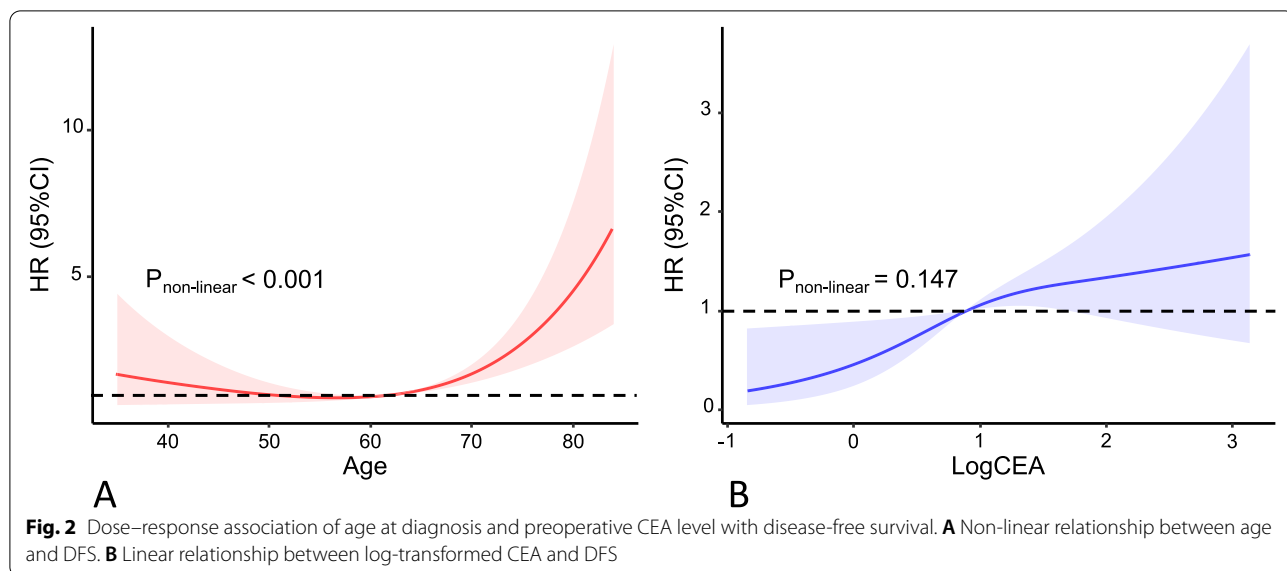 HR (95%CI)
10
5
P non-linear < 0.001
40 50 60 70 80
Age
A
HR (95%CI)
3
2
1
0
P non-linear = 0.147
-1 0 1 2 3
LogCEA
B
Fig. 2 Dose–response association of age at diagnosis and preoperative CEA level with disease-free survival. A Non-linear relationship between age
and DFS. B Linear relationship between log-transformed CEA and DFS